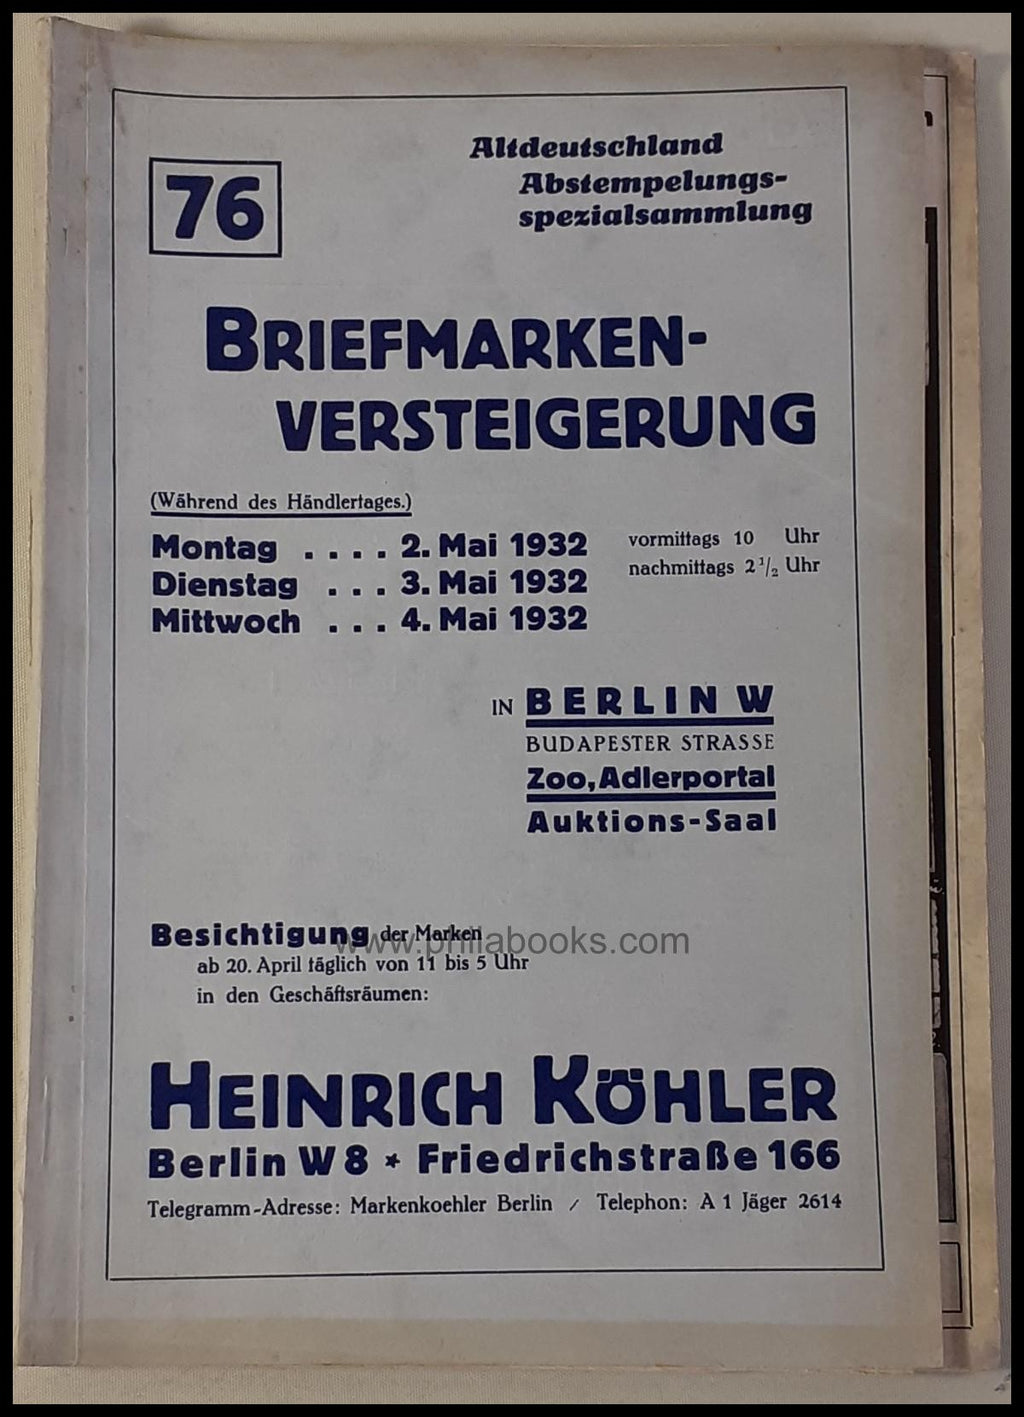 76
Altdeutschland
Abstempelungs-
spezialsammlung
BRIEFMARKEN-
VERSTEIGERUNG
(Während des Händlertages.)
Montag . . . . 2. Mai 1932
Dienstag . . . 3. Mai 1932
Mittwoch . . . 4. Mai 1932
vormittags 10 Uhr
nachmittags 2 1/2 Uhr
IN BERLIN W
BUDAPESTER STRASSE
Zoo, Adlerportal
Auktions-Saal
Besichtigung der Marken
www.philabooks.com
ab 20. April täglich von 11 bis 5 Uhr
in den Geschäftsräumen:
HEINRICH KÖHLER
Berlin W 8 * Friedrichstraße 166
Telegramm-Adresse: Markenkoehler Berlin / Telephon: A 1 Jäger 2614